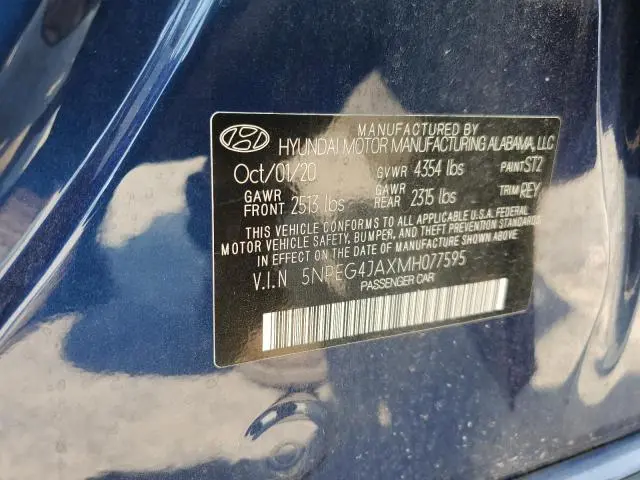 MANUFACTURED BY
HYUNDAI MOTOR MANUFACTURING ALABAMA, LLC
Oct/01/20 GVWR 4354 lbs PAINT ST2
GAWR FRONT 2513 lbs GAWR REAR 2315 lbs TRIM REY
THIS VEHICLE CONFORMS TO ALL APPLICABLE U.S.A. FEDERAL
MOTOR VEHICLE SAFETY, BUMPER, AND THEFT PREVENTION STANDARDS
IN EFFECT ON THE DATE OF MANUFACTURE SHOWN ABOVE.
V.I.N 5NPEG4JAXMH077595
PASSENGER CAR